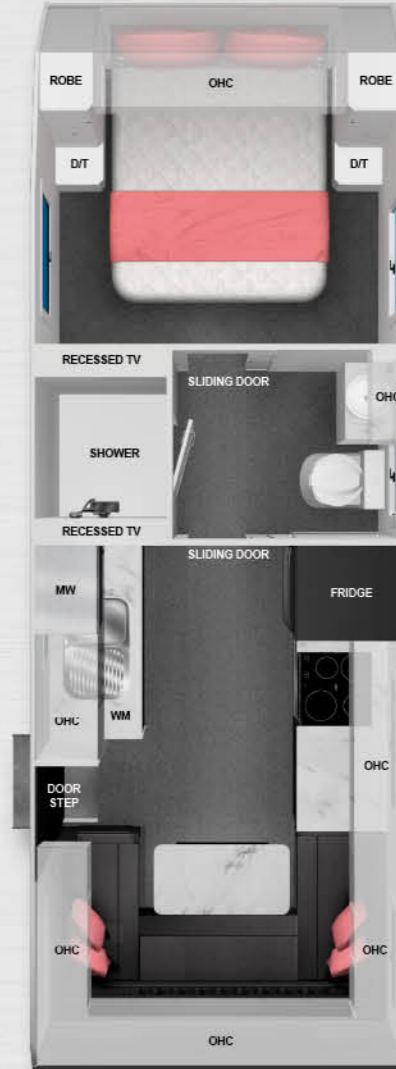 ROBE
OHC
ROBE
D/T
D/T
RECESSED TV
SLIDING DOOR
OHC
SHOWER
RECESSED TV
SLIDING DOOR
MW
FRIDGE
OHC
WM
OHC
DOOR
STEP
OHC
OHC
OHC